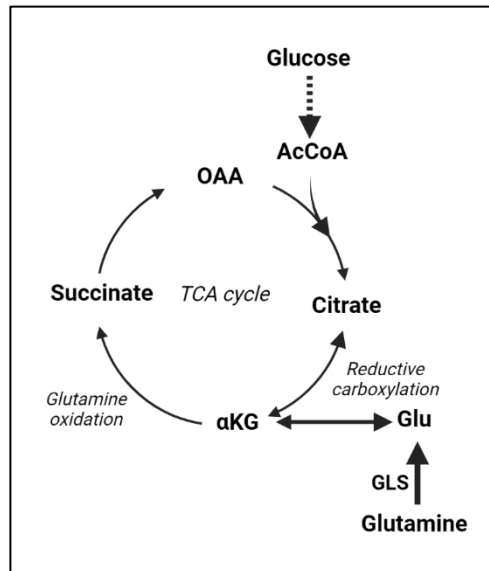 Glucose
AcCoA
OAA
Succinate
TCA cycle
Citrate
Glutamine
oxidation
Reductive
carboxylation
αKG
Glu
GLS
Glutamine